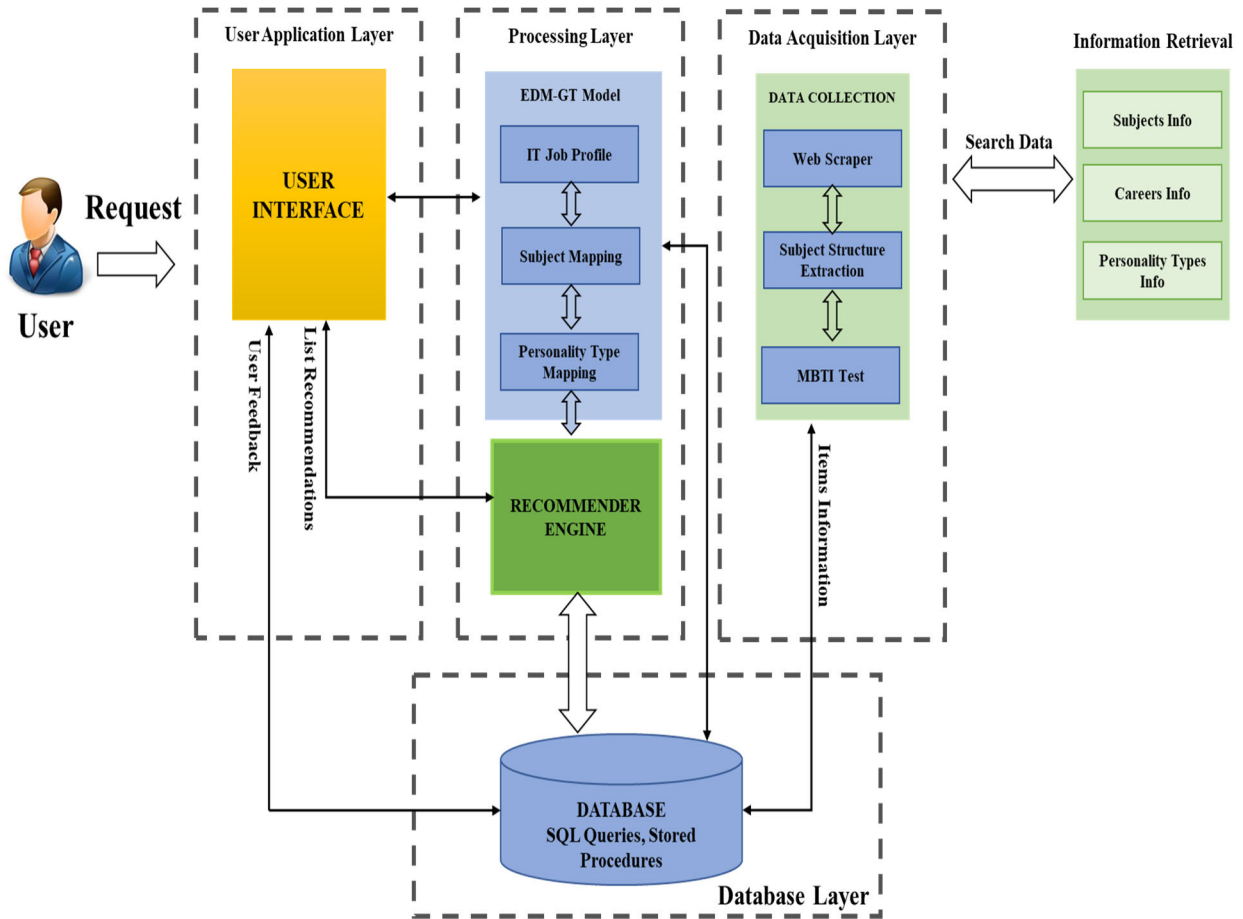 User Application Layer
Processing Layer
Data Acquisition Layer
Information Retrieval
Request
User
USER
INTERFACE
User Feedback
List Recommendations
EDM-GT Model
IT Job Profile
Subject Mapping
Personality Type
Mapping
RECOMMENDER
ENGINE
DATA COLLECTION
Web Scraper
Subject Structure
Extraction
MBTI Test
Items Information
Search Data
Subjects Info
Careers Info
Personality Types
Info
DATABASE
SQL Queries, Stored
Procedures
Database Layer